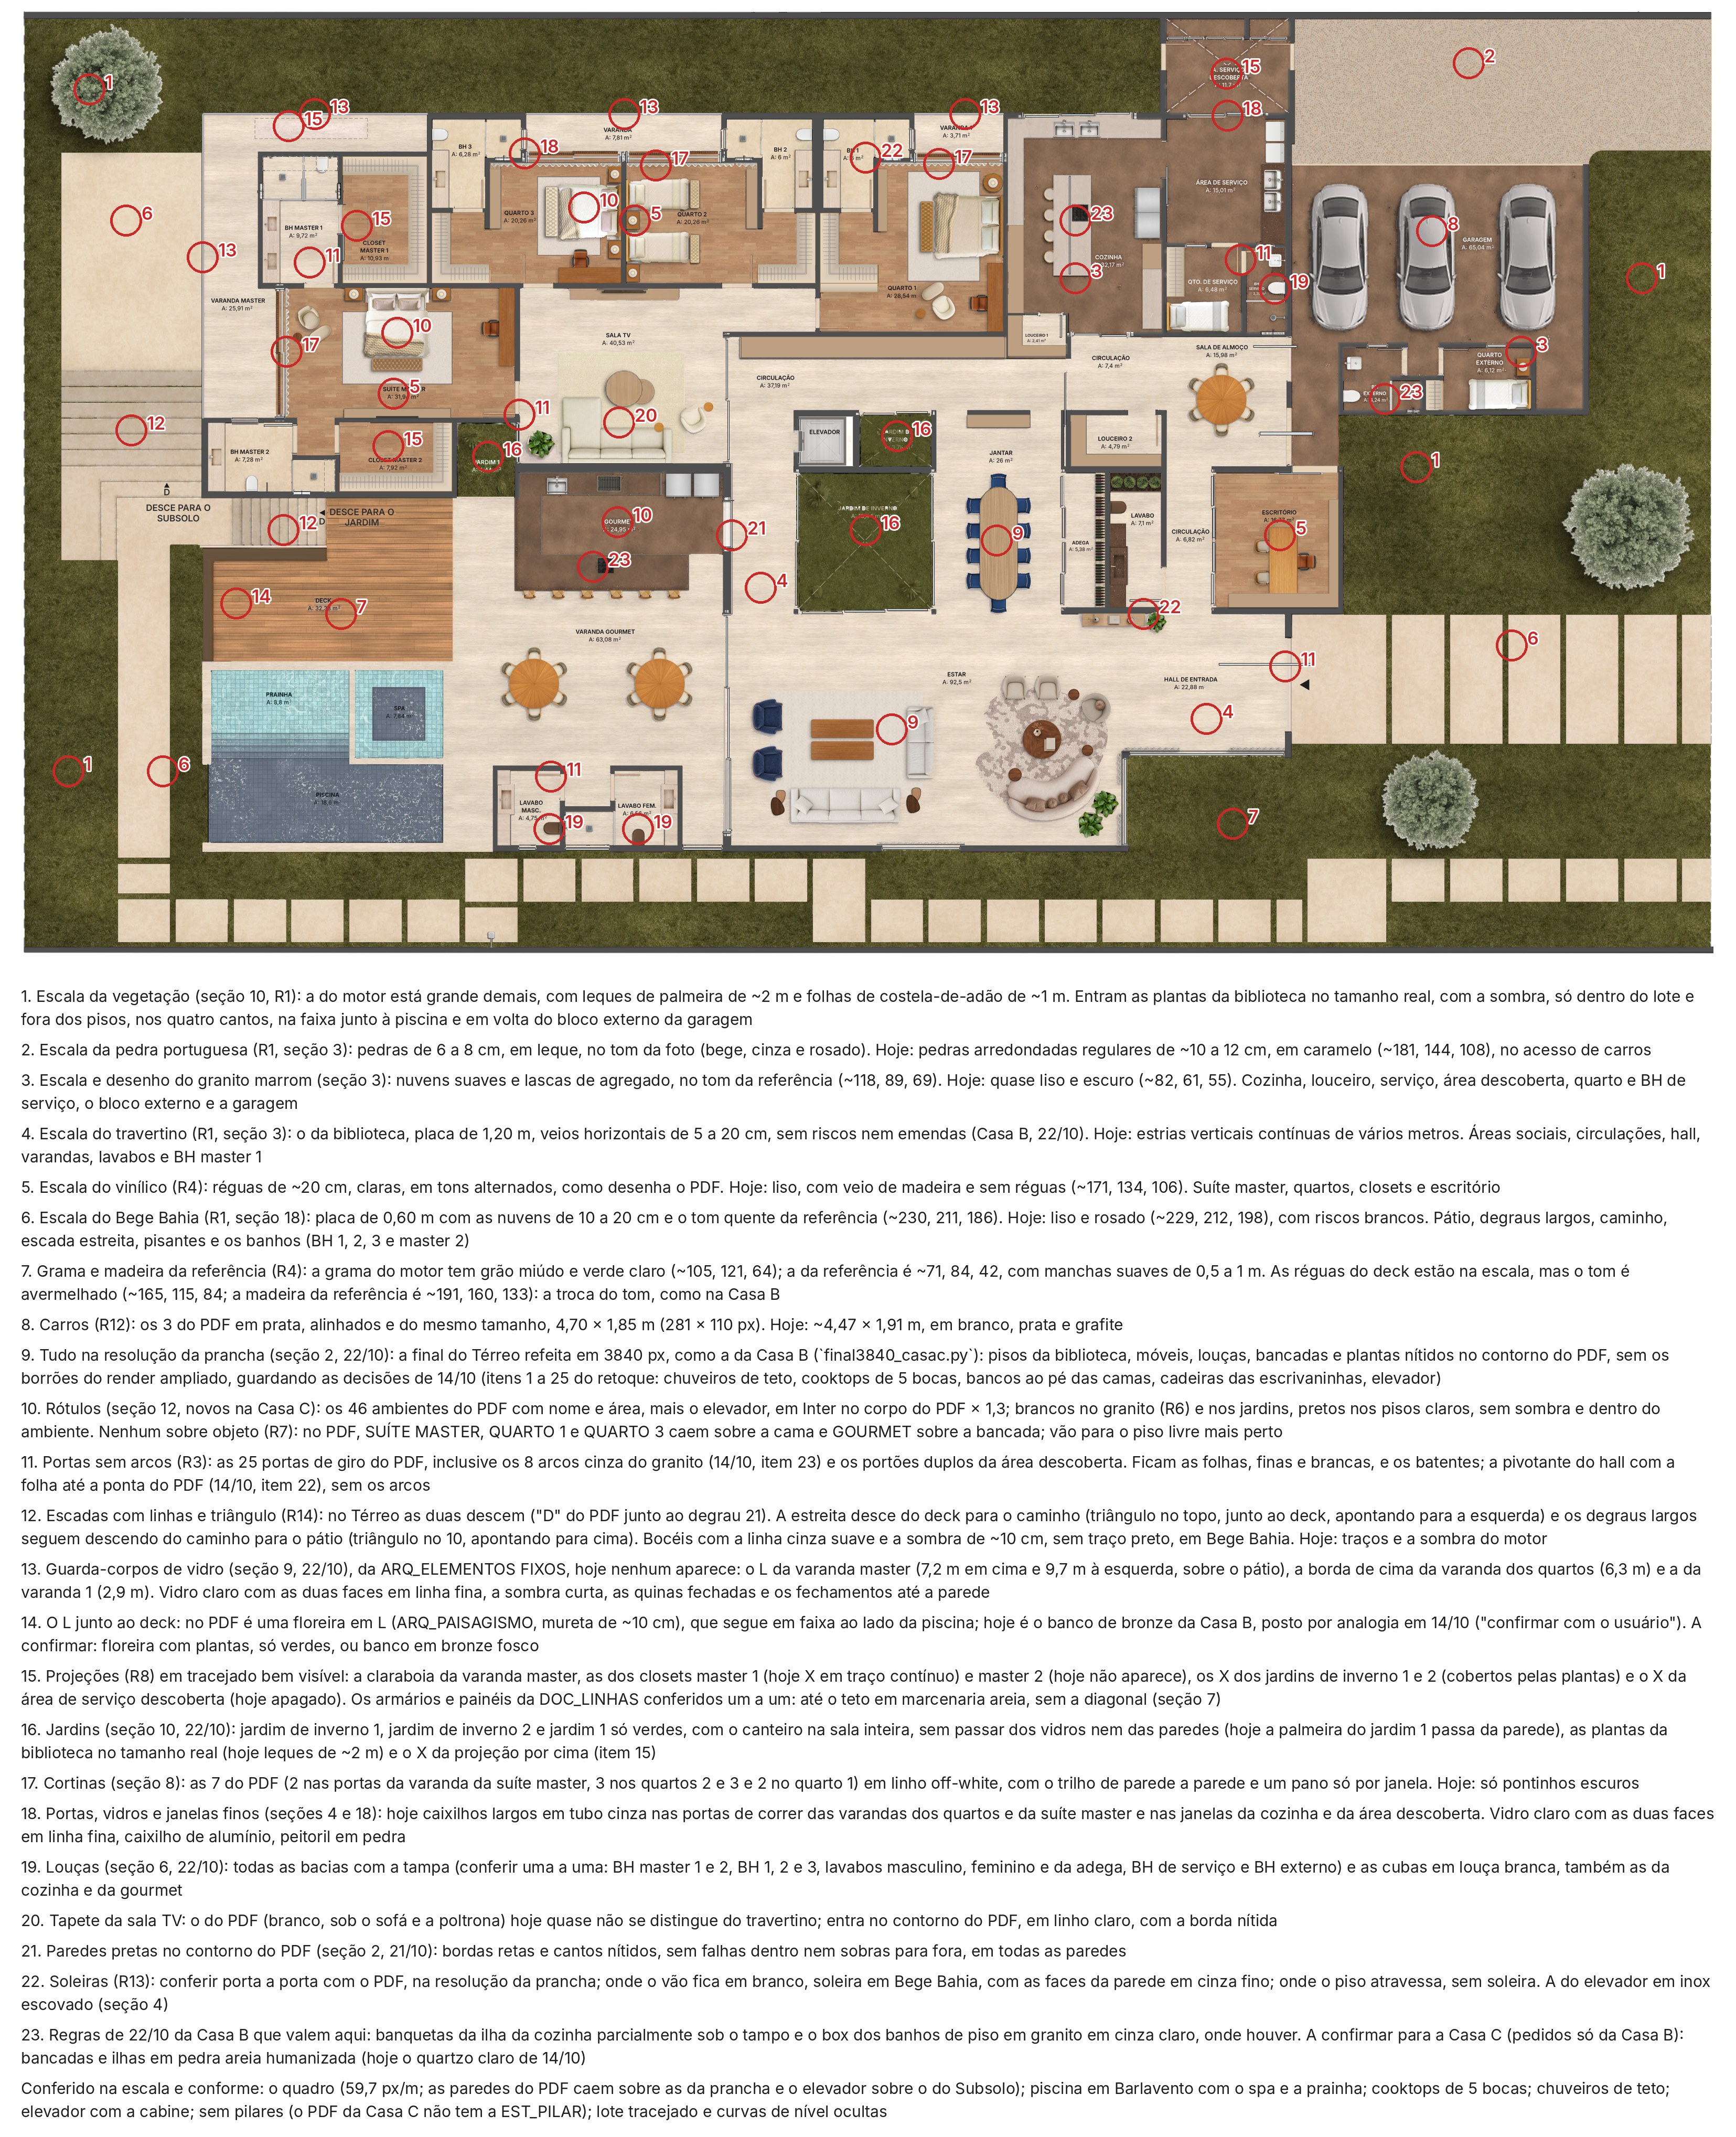 1
2
15
A. SERVIÇO
DESCOBERTA
18
13
15
13
13
VARANDA
A: 7,81 m²
VARANDA 1
A: 3,71 m²
BH 3
A: 6,28 m²
18
17
BH 2
A: 6 m²
22
17
ÁREA DE SERVIÇO
A: 15,01 m²
6
BH MASTER 1
A: 9,72 m²
15
CLOSET
MASTER 1
A: 10,93 m
11
QUARTO 3
A: 20,26 m²
10
5
QUARTO 2
A: 20,26 m²
23
COZINHA
3
8
GARAGEM
A: 65,04 m²
13
11
QTO. DE SERVIÇO
A: 6,48 m²
19
1
VARANDA MASTER
A: 25,91 m²
10
QUARTO 1
A: 28,54 m
SALA TV
A: 40,53 m²
LOUCEIRO 1
17
SALA DE ALMOÇO
A: 15,98 m²
CIRCULAÇÃO
A: 7,4 m²
QUARTO
EXTERNO
A: 8,12 m²
3
CIRCULAÇÃO
A: 37,19 m²
5
23
11
20
12
15
BH MASTER 2
A: 7,28 m²
CLOSET MASTER 2
A: 7,92 m²
16
JARDIM 1
ELEVADOR
16
JANTAR
A: 26 m²
LOUCEIRO 2
A: 4,79 m²
1
D
DESCE PARA O
SUBSOLO
DESCE PARA O
D
JARDIM
12
GOURMET
10
21
JARDIM DE INVERNO
16
9
ADEGA
A: 5,38 m²
LAVABO
A: 7,1 m²
CIRCULAÇÃO
A: 6,82 m²
ESCRITÓRIO
5
23
4
14
DECK
7
22
VARANDA GOURMET
A: 63,08 m²
6
11
ESTAR
A: 92,5 m²
HALL DE ENTRADA
A: 22,88 m
PRAINHA
A: 8,8 m²
SPA
9
4
1
6
PISCINA
11
LAVABO
MASC.
LAVABO FEM.
19
19
7
1. Escala da vegetação (seção 10, R1): a do motor está grande demais, com leques de palmeira de ~2 m e folhas de costela-de-adão de ~1 m. Entram as plantas da biblioteca no tamanho real, com a sombra, só dentro do lote e
fora dos pisos, nos quatro cantos, na faixa junto à piscina e em volta do bloco externo da garagem
2. Escala da pedra portuguesa (R1, seção 3): pedras de 6 a 8 cm, em leque, no tom da foto (bege, cinza e rosado). Hoje: pedras arredondadas regulares de ~10 a 12 cm, em caramelo (~181, 144, 108), no acesso de carros
3. Escala e desenho do granito marrom (seção 3): nuvens suaves e lascas de agregado, no tom da referência (~118, 89, 69). Hoje: quase liso e escuro (~82, 61, 55). Cozinha, louceiro, serviço, área descoberta, quarto e BH de
serviço, o bloco externo e a garagem
4. Escala do travertino (R1, seção 3): o da biblioteca, placa de 1,20 m, veios horizontais de 5 a 20 cm, sem riscos nem emendas (Casa B, 22/10). Hoje: estrias verticais contínuas de vários metros. Áreas sociais, circulações, hall,
varandas, lavabos e BH master 1
5. Escala do vinílico (R4): réguas de ~20 cm, claras, em tons alternados, como desenha o PDF. Hoje: liso, com veio de madeira e sem réguas (~171, 134, 106). Suíte master, quartos, closets e escritório
6. Escala do Bege Bahia (R1, seção 18): placa de 0,60 m com as nuvens de 10 a 20 cm e o tom quente da referência (~230, 211, 186). Hoje: liso e rosado (~229, 212, 198), com riscos brancos. Pátio, degraus largos, caminho,
escada estreita, pisantes e os banhos (BH 1, 2, 3 e master 2)
7. Grama e madeira da referência (R4): a grama do motor tem grão miúdo e verde claro (~105, 121, 64); a da referência é ~71, 84, 42, com manchas suaves de 0,5 a 1 m. As réguas do deck estão na escala, mas o tom é
avermelhado (~165, 115, 84; a madeira da referência é ~191, 160, 133): a troca do tom, como na Casa B
8. Carros (R12): os 3 do PDF em prata, alinhados e do mesmo tamanho, 4,70 × 1,85 m (281 × 110 px). Hoje: ~4,47 × 1,91 m, em branco, prata e grafite
9. Tudo na resolução da prancha (seção 2, 22/10): a final do Térreo refeita em 3840 px, como a da Casa B (`final3840_casac.py`): pisos da biblioteca, móveis, louças, bancadas e plantas nítidos no contorno do PDF, sem os
borrões do render ampliado, guardando as decisões de 14/10 (itens 1 a 25 do retoque: chuveiros de teto, cooktops de 5 bocas, bancos ao pé das camas, cadeiras das escrivaninhas, elevador)
10. Rótulos (seção 12, novos na Casa C): os 46 ambientes do PDF com nome e área, mais o elevador, em Inter no corpo do PDF × 1,3; brancos no granito (R6) e nos jardins, pretos nos pisos claros, sem sombra e dentro do
ambiente. Nenhum sobre objeto (R7): no PDF, SUÍTE MASTER, QUARTO 1 e QUARTO 3 caem sobre a cama e GOURMET sobre a bancada; vão para o piso livre mais perto
11. Portas sem arcos (R3): as 25 portas de giro do PDF, inclusive os 8 arcos cinza do granito (14/10, item 23) e os portões duplos da área descoberta. Ficam as folhas, finas e brancas, e os batentes; a pivotante do hall com a
folha até a ponta do PDF (14/10, item 22), sem os arcos
12. Escadas com linhas e triângulo (R14): no Térreo as duas descem ("D" do PDF junto ao degrau 21). A estreita desce do deck para o caminho (triângulo no topo, junto ao deck, apontando para a esquerda) e os degraus largos
seguem descendo do caminho para o pátio (triângulo no 10, apontando para cima). Bocéis com a linha cinza suave e a sombra de ~10 cm, sem traço preto, em Bege Bahia. Hoje: traços e a sombra do motor
13. Guarda-corpos de vidro (seção 9, 22/10), da ARQ_ELEMENTOS FIXOS, hoje nenhum aparece: o L da varanda master (7,2 m em cima e 9,7 m à esquerda, sobre o pátio), a borda de cima da varanda dos quartos (6,3 m) e a da
varanda 1 (2,9 m). Vidro claro com as duas faces em linha fina, a sombra curta, as quinas fechadas e os fechamentos até a parede
14. O L junto ao deck: no PDF é uma floreira em L (ARQ_PAISAGISMO, mureta de ~10 cm), que segue em faixa ao lado da piscina; hoje é o banco de bronze da Casa B, posto por analogia em 14/10 ("confirmar com o usuário"). A
confirmar: floreira com plantas, só verdes, ou banco em bronze fosco
15. Projeções (R8) em tracejado bem visível: a claraboia da varanda master, as dos closets master 1 (hoje X em traço contínuo) e master 2 (hoje não aparece), os X dos jardins de inverno 1 e 2 (cobertos pelas plantas) e o X da
área de serviço descoberta (hoje apagado). Os armários e painéis da DOC_LINHAS conferidos um a um: até o teto em marcenaria areia, sem a diagonal (seção 7)
16. Jardins (seção 10, 22/10): jardim de inverno 1, jardim de inverno 2 e jardim 1 só verdes, com o canteiro na sala inteira, sem passar dos vidros nem das paredes (hoje a palmeira do jardim 1 passa da parede), as plantas da
biblioteca no tamanho real (hoje leques de ~2 m) e o X da projeção por cima (item 15)
17. Cortinas (seção 8): as 7 do PDF (2 nas portas da varanda da suíte master, 3 nos quartos 2 e 3 e 2 no quarto 1) em linho off-white, com o trilho de parede a parede e um pano só por janela. Hoje: só pontinhos escuros
18. Portas, vidros e janelas finos (seções 4 e 18): hoje caixilhos largos em tubo cinza nas portas de correr das varandas dos quartos e da suíte master e nas janelas da cozinha e da área descoberta. Vidro claro com as duas faces
em linha fina, caixilho de alumínio, peitoril em pedra
19. Louças (seção 6, 22/10): todas as bacias com a tampa (conferir uma a uma: BH master 1 e 2, BH 1, 2 e 3, lavabos masculino, feminino e da adega, BH de serviço e BH externo) e as cubas em louça branca, também as da
cozinha e da gourmet
20. Tapete da sala TV: o do PDF (branco, sob o sofá e a poltrona) hoje quase não se distingue do travertino; entra no contorno do PDF, em linho claro, com a borda nítida
21. Paredes pretas no contorno do PDF (seção 2, 21/10): bordas retas e cantos nítidos, sem falhas dentro nem sobras para fora, em todas as paredes
22. Soleiras (R13): conferir porta a porta com o PDF, na resolução da prancha; onde o vão fica em branco, soleira em Bege Bahia, com as faces da parede em cinza fino; onde o piso atravessa, sem soleira. A do elevador em inox
escovado (seção 4)
23. Regras de 22/10 da Casa B que valem aqui: banquetas da ilha da cozinha parcialmente sob o tampo e o box dos banhos de piso em granito em cinza claro, onde houver. A confirmar para a Casa C (pedidos só da Casa B):
bancadas e ilhas em pedra areia humanizada (hoje o quartzo claro de 14/10)
Conferido na escala e conforme: o quadro (59,7 px/m; as paredes do PDF caem sobre as da prancha e o elevador sobre o do Subsolo); piscina em Barlavento com o spa e a prainha; cooktops de 5 bocas; chuveiros de teto;
elevador com a cabine; sem pilares (o PDF da Casa C não tem a EST_PILAR); lote tracejado e curvas de nível ocultas